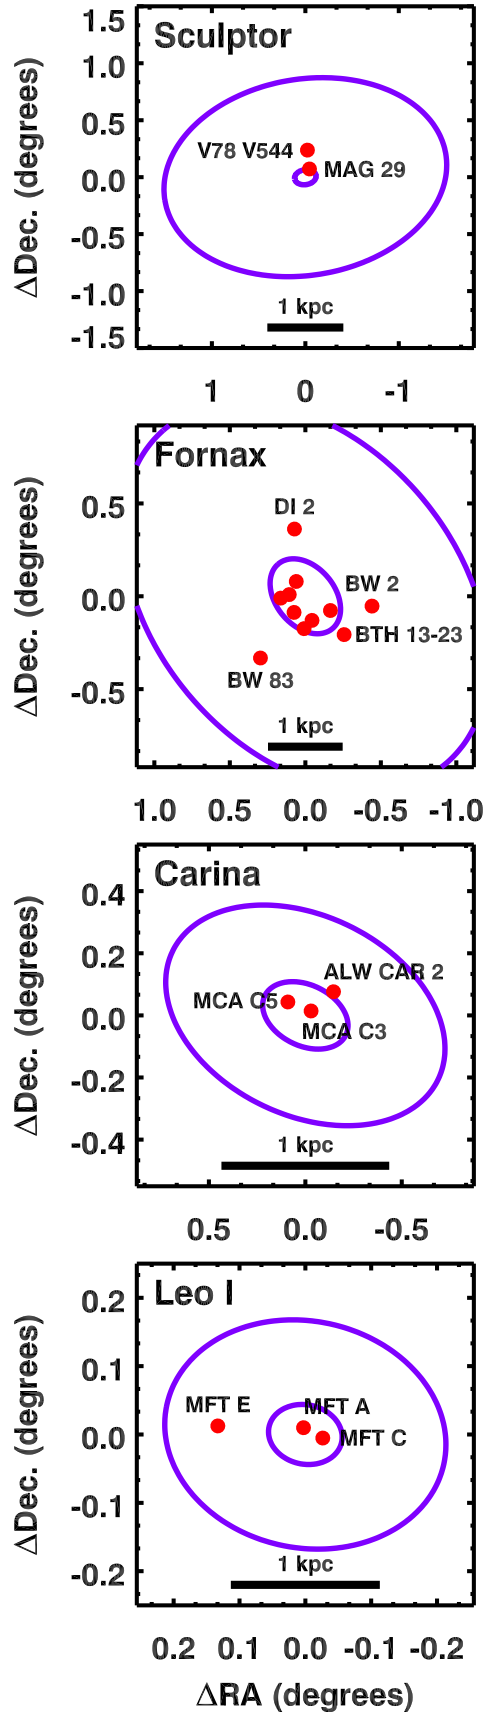 Sculptor
1.5
1.0
0.5
0.0
-0.5
-1.0
-1.5
ΔDec. (degrees)
V78 V544
MAG 29
1 kpc
1 0 -1
Fornax
0.5
0.0
-0.5
ΔDec. (degrees)
DI 2
BW 2
BTH 13-23
BW 83
1 kpc
1.0 0.5 0.0 -0.5 -1.0
Carina
0.4
0.2
0.0
-0.2
-0.4
ΔDec. (degrees)
ALW CAR 2
MCA C5
MCA C3
1 kpc
0.5 0.0 -0.5
Leo I
0.2
0.1
0.0
-0.1
-0.2
ΔDec. (degrees)
MFT E
MFT A
MFT C
1 kpc
0.2 0.1 0.0 -0.1 -0.2
ΔRA (degrees)